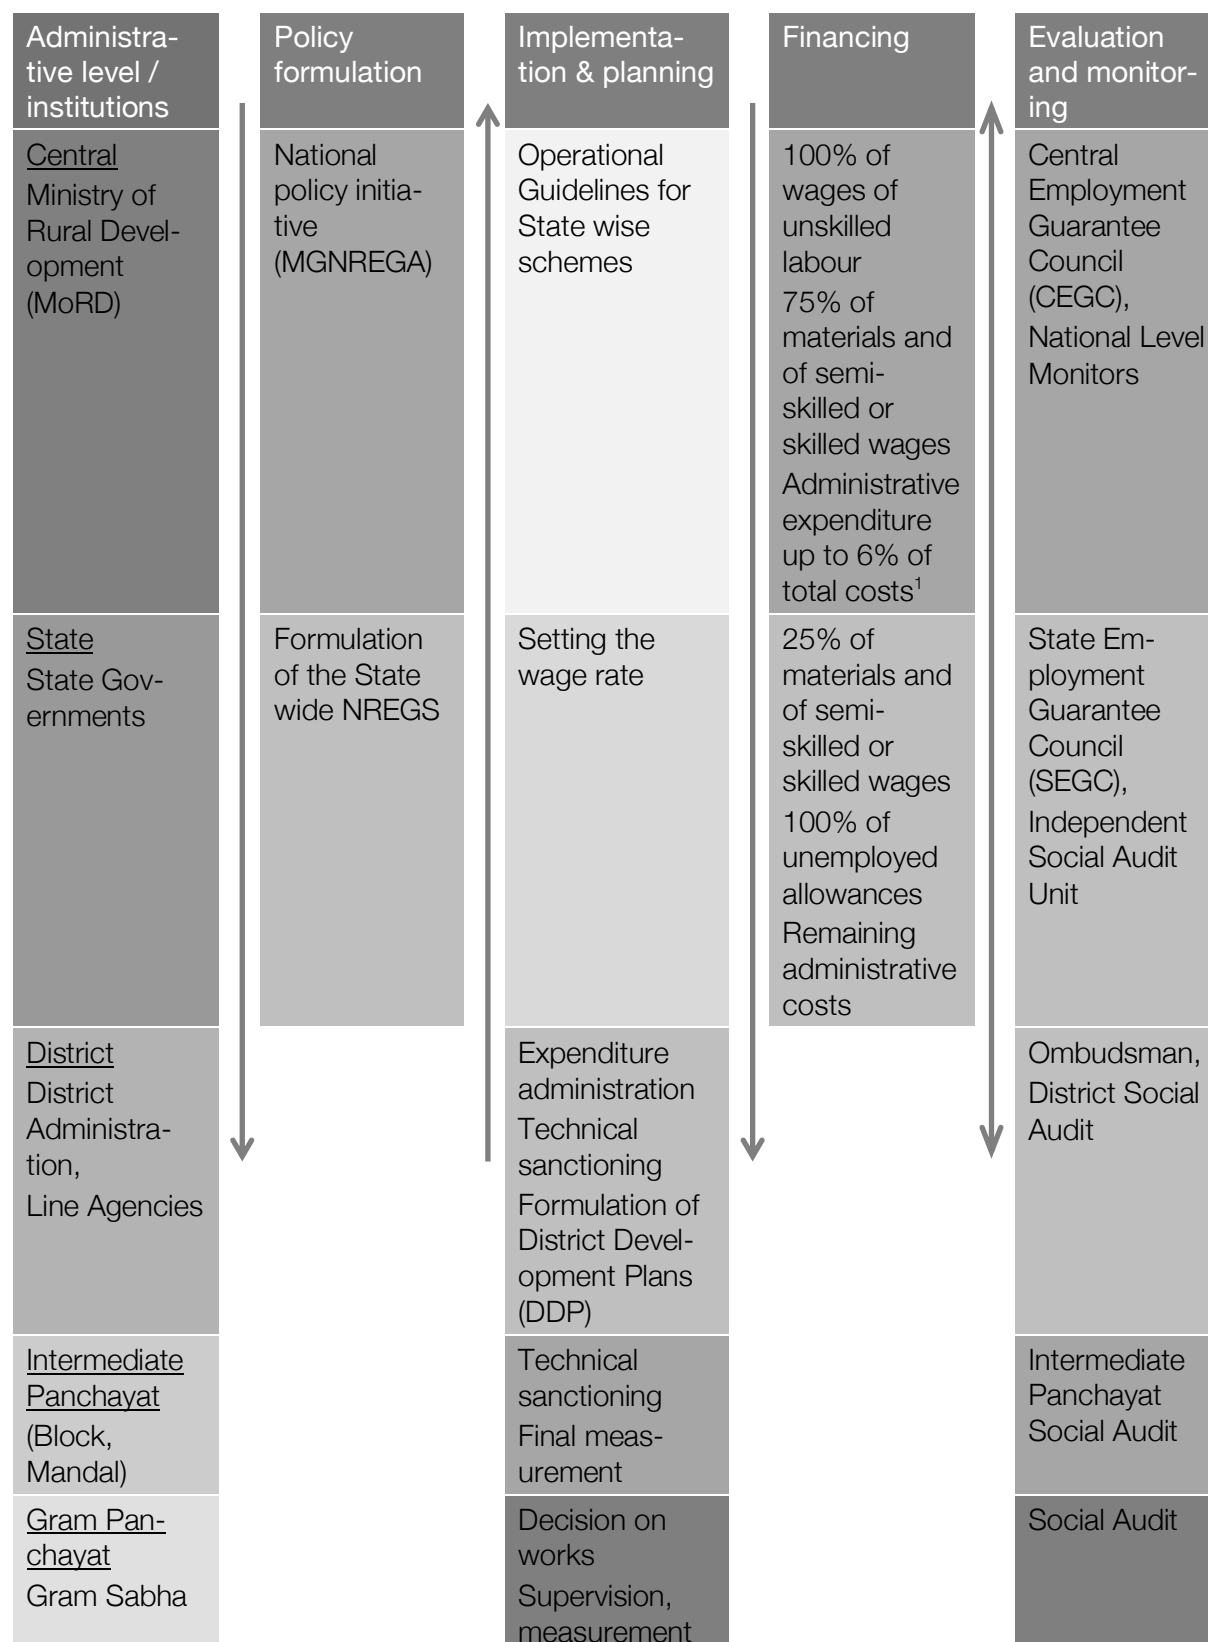 Administra-
tive level /
institutions
Policy
formulation
Implementa-
tion & planning
Financing
Evaluation
and monitor-
ing
Central
Ministry of
Rural Devel-
opment
(MoRD)
National
policy initia-
tive
(MGNREGA)
Operational
Guidelines for
State wise
schemes
100% of
wages of
unskilled
labour
75% of
materials and
of semi-
skilled or
skilled wages
Administrative
expenditure
up to 6% of
total costs1
Central
Employment
Guarantee
Council
(CEGC),
National Level
Monitors
State
State Gov-
ernments
Formulation
of the State
wide NREGS
Setting the
wage rate
25% of
materials and
of semi-
skilled or
skilled wages
100% of
unemployed
allowances
Remaining
administrative
costs
State Em-
ployment
Guarantee
Council
(SEGC),
Independent
Social Audit
Unit
District
District
Administra-
tion,
Line Agencies
Expenditure
administration
Technical
sanctioning
Formulation of
District Devel-
opment Plans
(DDP)
Ombudsman,
District Social
Audit
Intermediate
Panchayat
(Block,
Mandal)
Technical
sanctioning
Final meas-
urement
Intermediate
Panchayat
Social Audit
Gram Pan-
chayat
Gram Sabha
Decision on
works
Supervision,
measurement
Social Audit